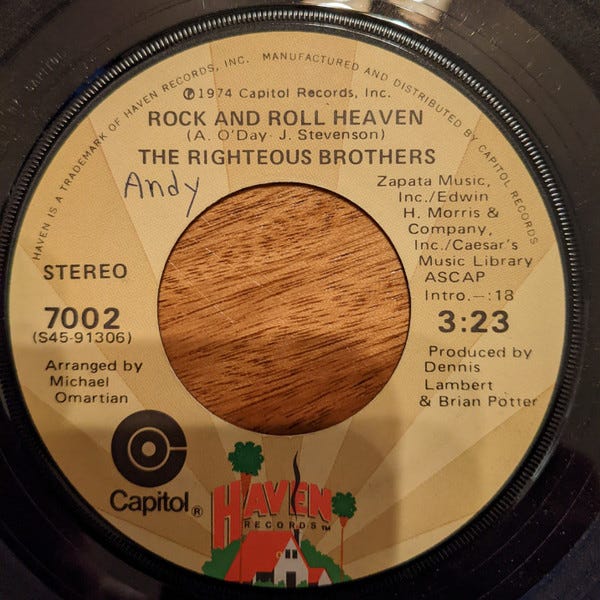 HAVEN IS A TRADEMARK OF HAVEN RECORDS, INC. MANUFACTURED AND DISTRIBUTED BY CAPITOL RECORDS
℗1974 Capitol Records, Inc.
ROCK AND ROLL HEAVEN
(A. O'Day- J. Stevenson)
THE RIGHTEOUS BROTHERS
Andy
Zapata Music,
Inc./Edwin
H. Morris &
Company,
Inc./Caesar's
Music Library
ASCAP
Intro.—:18
STEREO
7002
(S45-91306)
3:23
Arranged by
Michael
Omartian
Produced by
Dennis
Lambert
& Brian Potter
Capitol®
HAVEN
RECORDS™